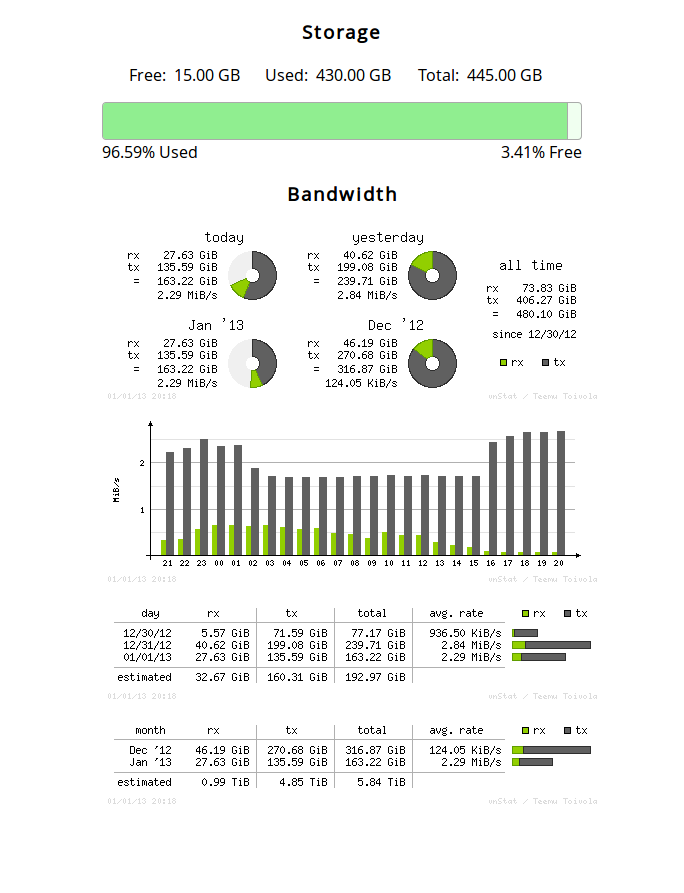 Storage
Free: 15.00 GB Used: 430.00 GB Total: 445.00 GB
96.59% Used 3.41% Free
Bandwidth
today
rx 27.63 GiB
tx 135.59 GiB
= 163.22 GiB
2.29 MiB/s
yesterday
rx 40.62 GiB
tx 199.08 GiB
= 239.71 GiB
2.84 MiB/s
all time
rx 73.83 GiB
tx 406.27 GiB
= 480.10 GiB
since 12/30/12
rx tx
Jan '13
rx 27.63 GiB
tx 135.59 GiB
= 163.22 GiB
2.29 MiB/s
Dec '12
rx 46.19 GiB
tx 270.68 GiB
= 316.87 GiB
124.05 KiB/s
01/01/13 20:18 vnStat / Teemu Toivola
MiB/s
2
1
21 22 23 00 01 02 03 04 05 06 07 08 09 10 11 12 13 14 15 16 17 18 19 20
01/01/13 20:18 vnStat / Teemu Toivola
day rx tx total avg. rate rx tx
12/30/12 5.57 GiB 71.59 GiB 77.17 GiB 936.50 KiB/s
12/31/12 40.62 GiB 199.08 GiB 239.71 GiB 2.84 MiB/s
01/01/13 27.63 GiB 135.59 GiB 163.22 GiB 2.29 MiB/s
estimated 32.67 GiB 160.31 GiB 192.97 GiB
01/01/13 20:18 vnStat / Teemu Toivola
month rx tx total avg. rate rx tx
Dec '12 46.19 GiB 270.68 GiB 316.87 GiB 124.05 KiB/s
Jan '13 27.63 GiB 135.59 GiB 163.22 GiB 2.29 MiB/s
estimated 0.99 TiB 4.85 TiB 5.84 TiB
01/01/13 20:18 vnStat / Teemu Toivola